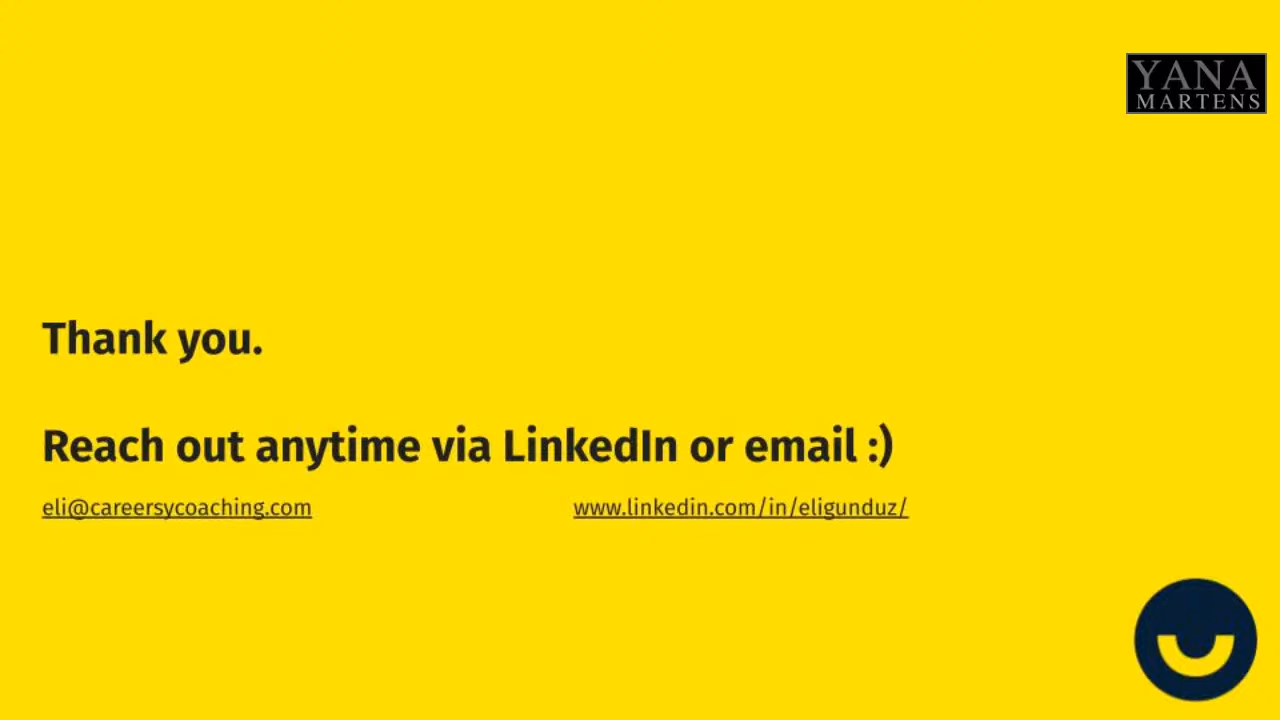 YANA
MARTENS
Thank you.
Reach out anytime via LinkedIn or email :)
eli@careersycoaching.com
www.linkedin.com/in/eligunduz/